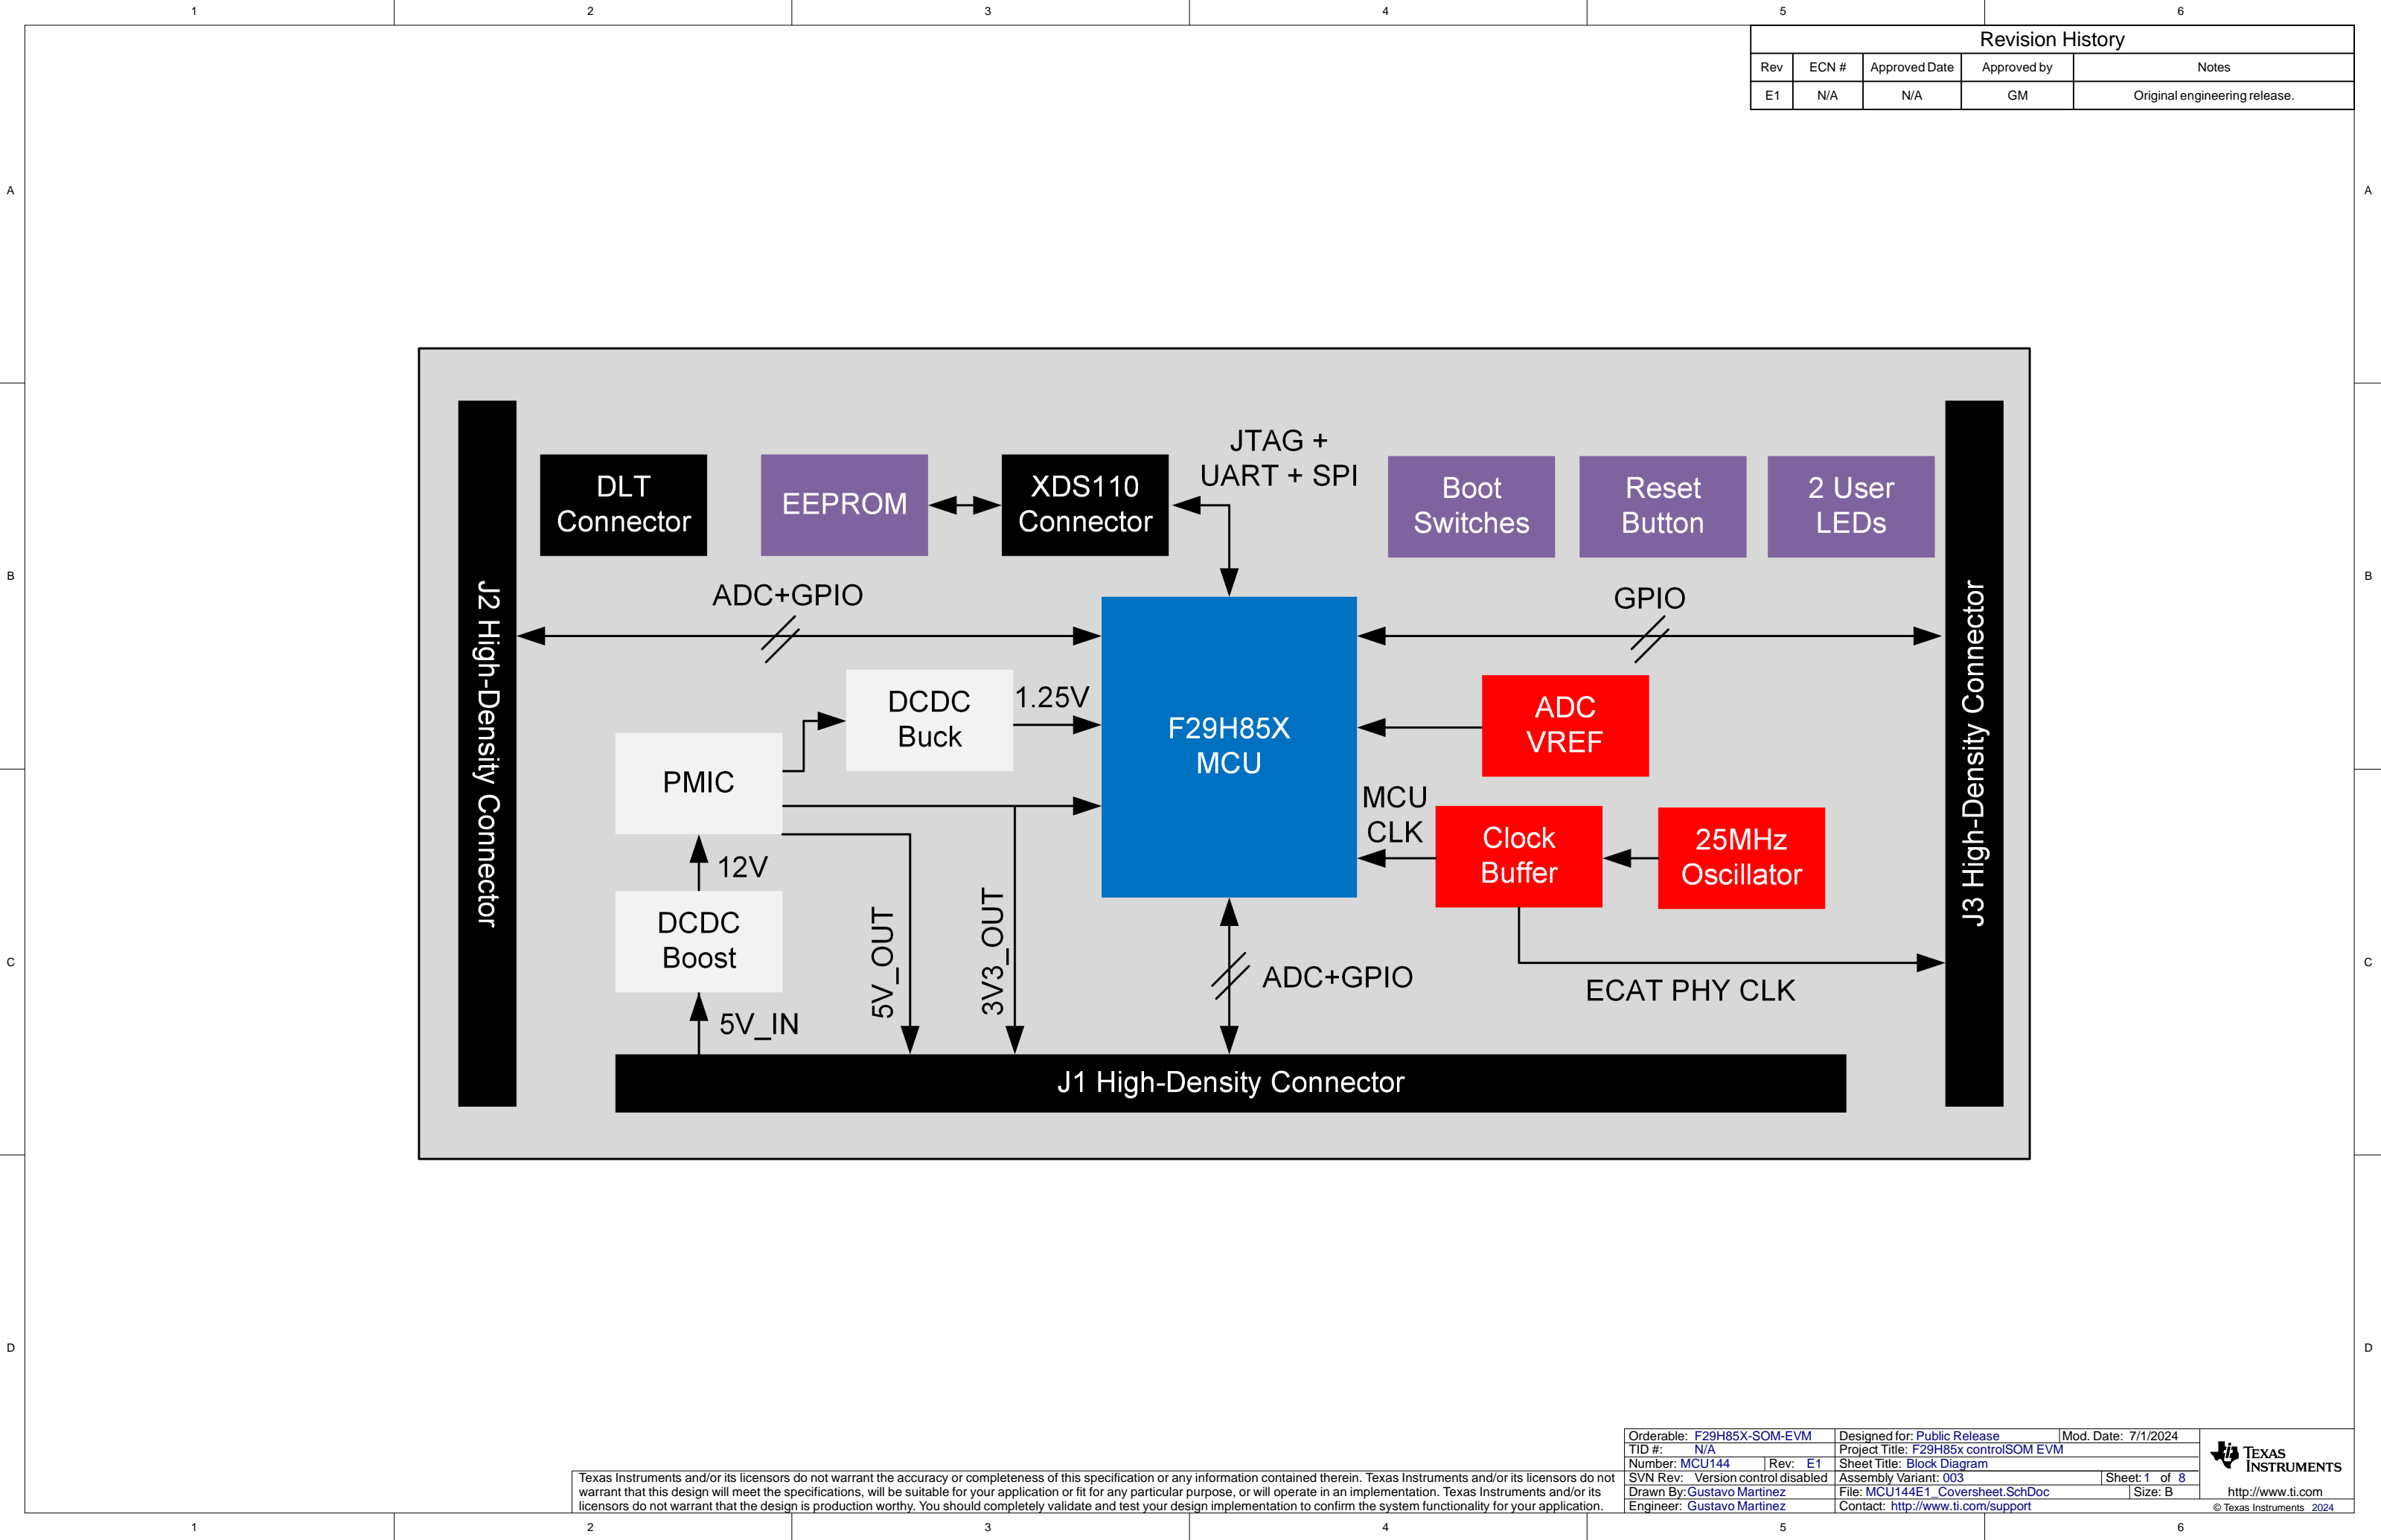 1 2 3 4 5 6
Revision History
Rev ECN # Approved Date Approved by Notes
E1 N/A N/A GM Original engineering release.
A A
B B
C C
D D
JTAG +
UART + SPI
DLT
Connector
EEPROM
XDS110
Connector
Boot
Switches
Reset
Button
2 User
LEDs
J2 High-Density Connector
ADC+GPIO
GPIO
J3 High-Density Connector
DCDC
Buck
1.25V
F29H85X
MCU
ADC
VREF
PMIC
MCU
CLK
Clock
Buffer
25MHz
Oscillator
12V
DCDC
Boost
5V_OUT
3V3_OUT
ADC+GPIO
ECAT PHY CLK
5V_IN
J1 High-Density Connector
Texas Instruments and/or its licensors do not warrant the accuracy or completeness of this specification or any information contained therein. Texas Instruments and/or its licensors do not
warrant that this design will meet the specifications, will be suitable for your application or fit for any particular purpose, or will operate in an implementation. Texas Instruments and/or its
licensors do not warrant that the design is production worthy. You should completely validate and test your design implementation to confirm the system functionality for your application.
Orderable: F29H85X-SOM-EVM Designed for: Public Release Mod. Date: 7/1/2024
TID #: N/A Project Title: F29H85x controlSOM EVM
Number: MCU144 Rev: E1 Sheet Title: Block Diagram
SVN Rev: Version control disabled Assembly Variant: 003 Sheet: 1 of 8
Drawn By: Gustavo Martinez File: MCU144E1_Coversheet.SchDoc Size: B
Engineer: Gustavo Martinez Contact: http://www.ti.com/support
TEXAS
INSTRUMENTS
http://www.ti.com
© Texas Instruments 2024
1 2 3 4 5 6